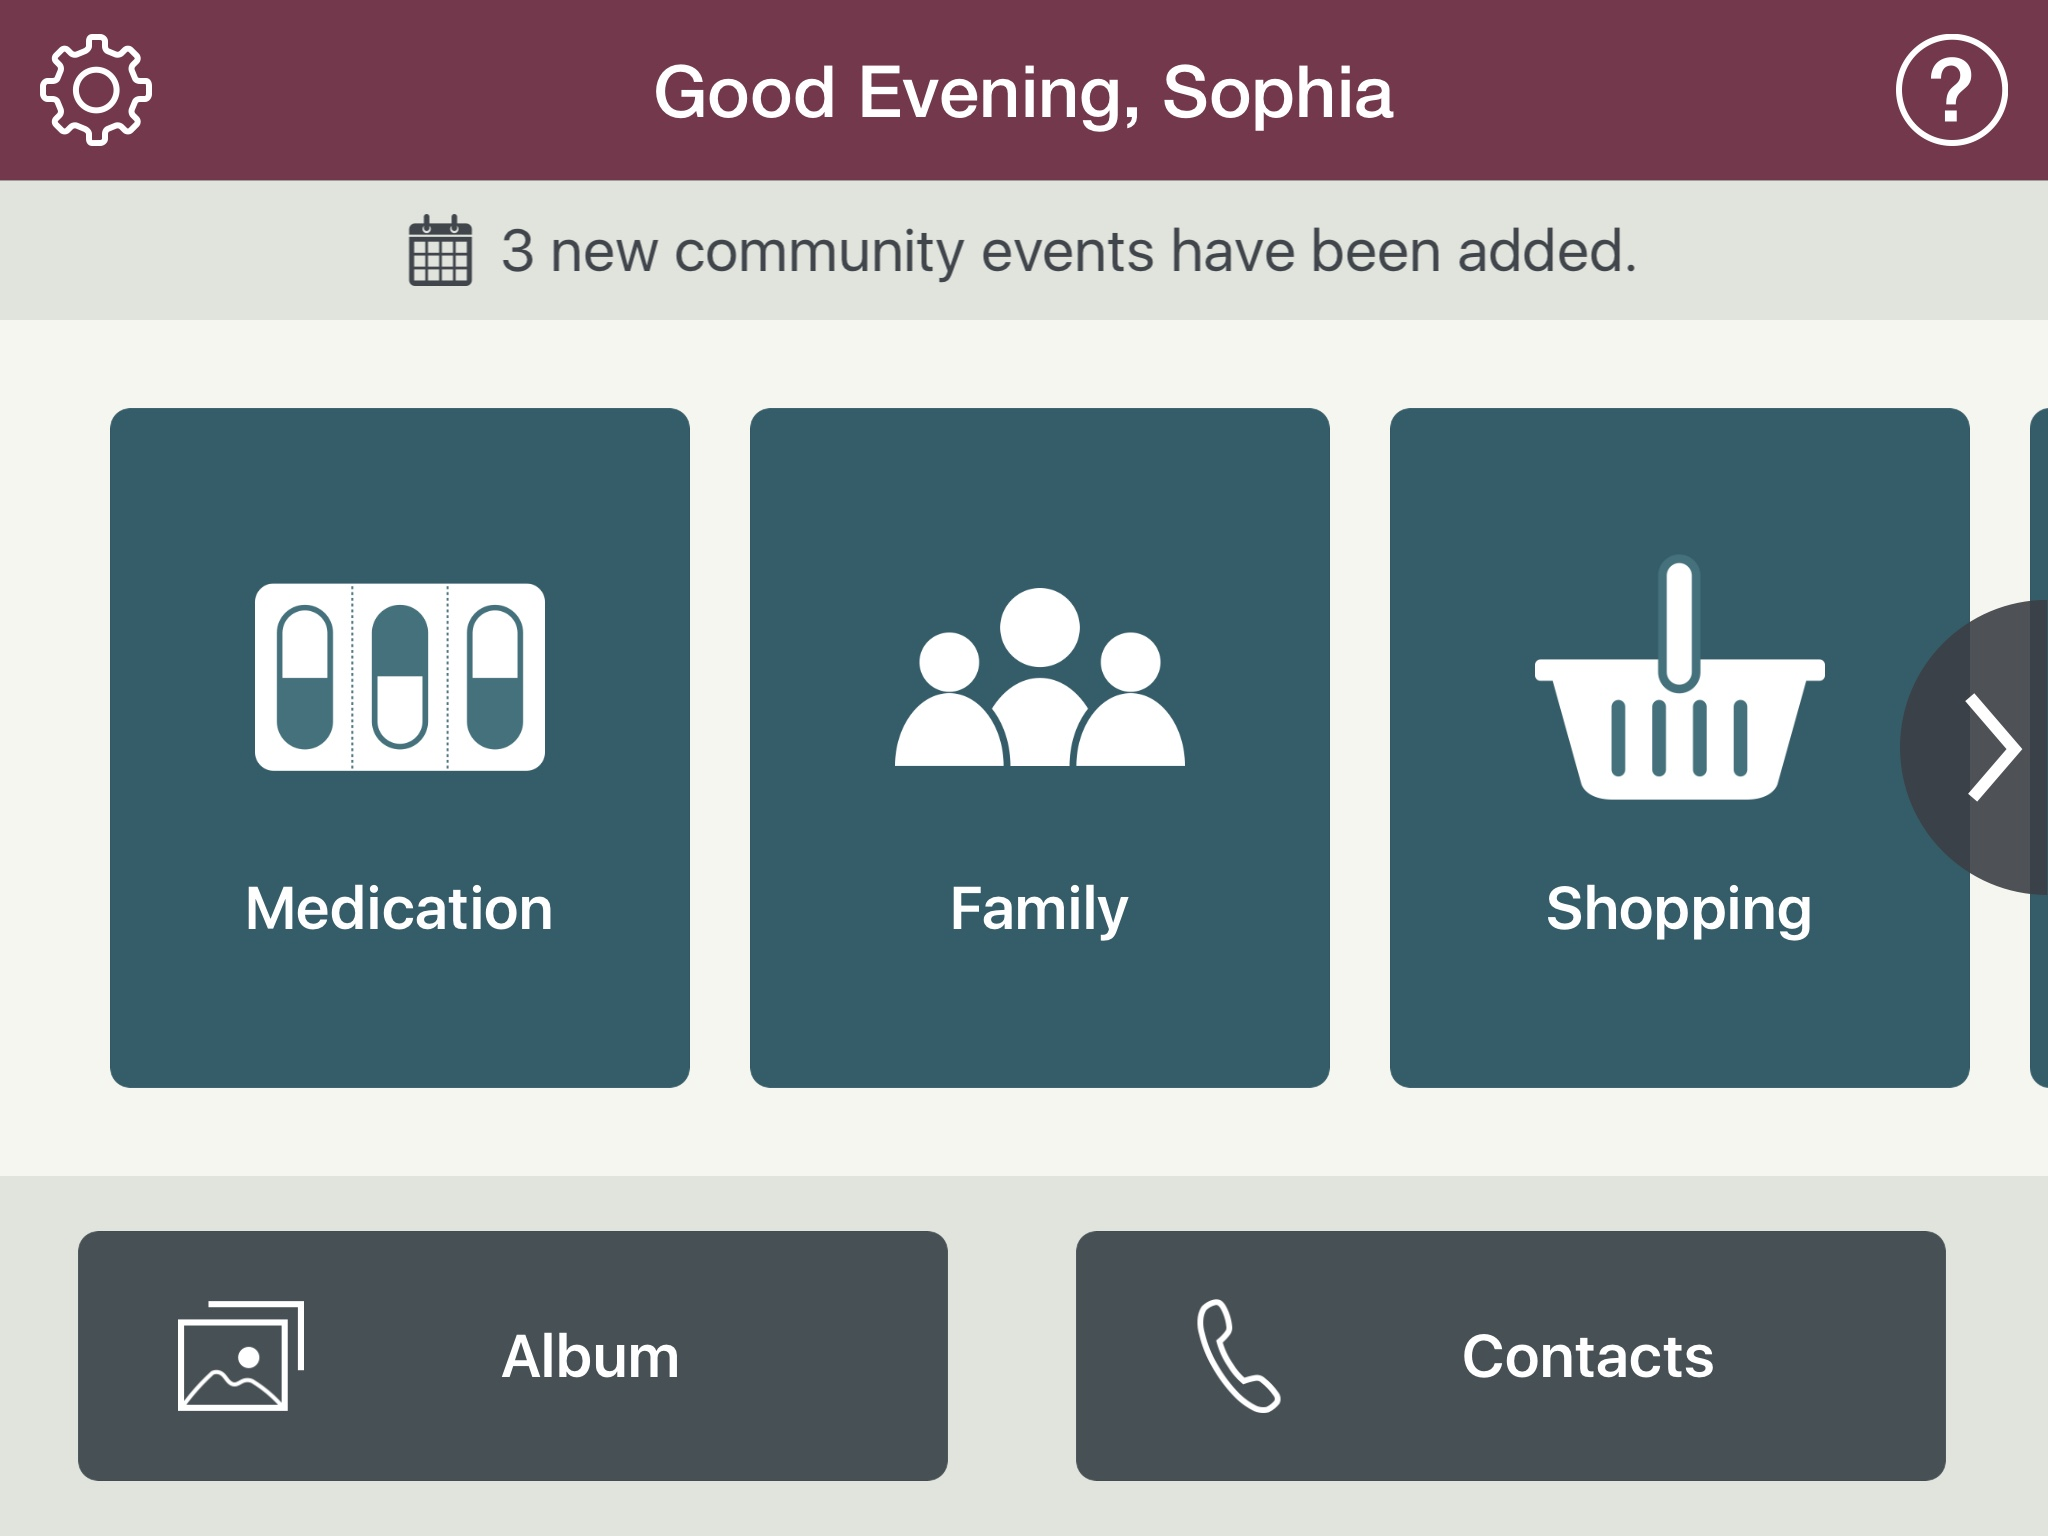 Good Evening, Sophia
?
3 new community events have been added.
Medication
Family
Shopping
Album
Contacts